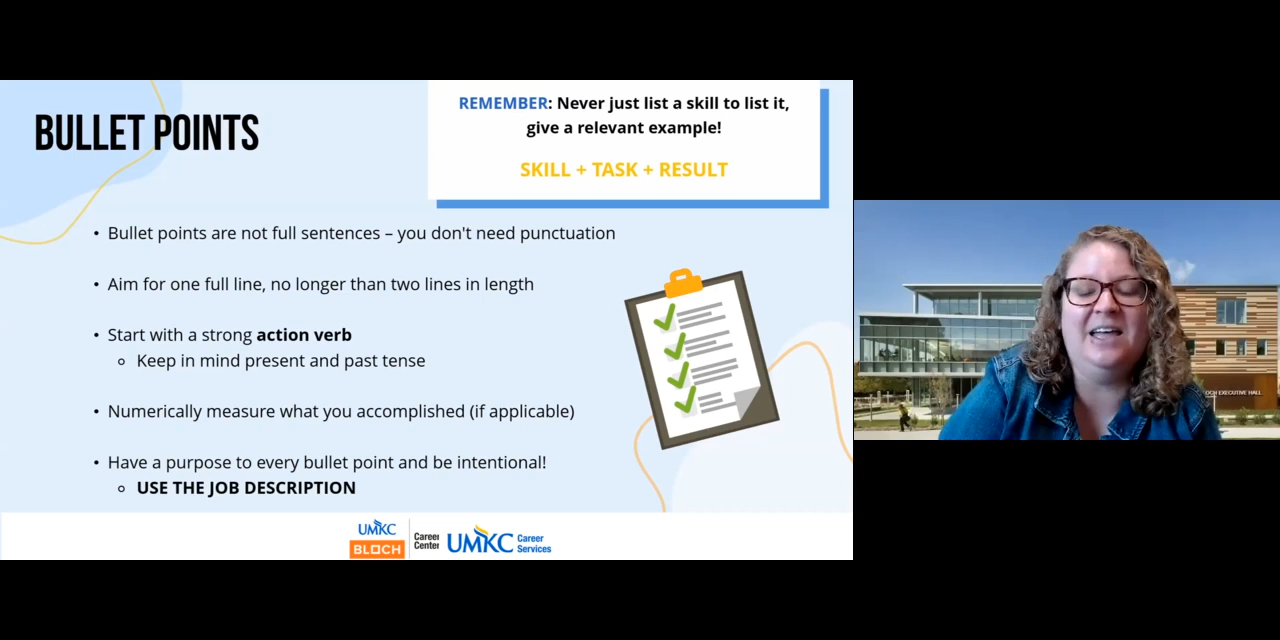 BULLET POINTS
REMEMBER: Never just list a skill to list it,
give a relevant example!
SKILL + TASK + RESULT
• Bullet points are not full sentences – you don't need punctuation
• Aim for one full line, no longer than two lines in length
• Start with a strong action verb
○ Keep in mind present and past tense
• Numerically measure what you accomplished (if applicable)
• Have a purpose to every bullet point and be intentional!
○ USE THE JOB DESCRIPTION
UMKC
BLOCH
Career
Center
UMKC
Career
Services
OCH EXECUTIVE HALL